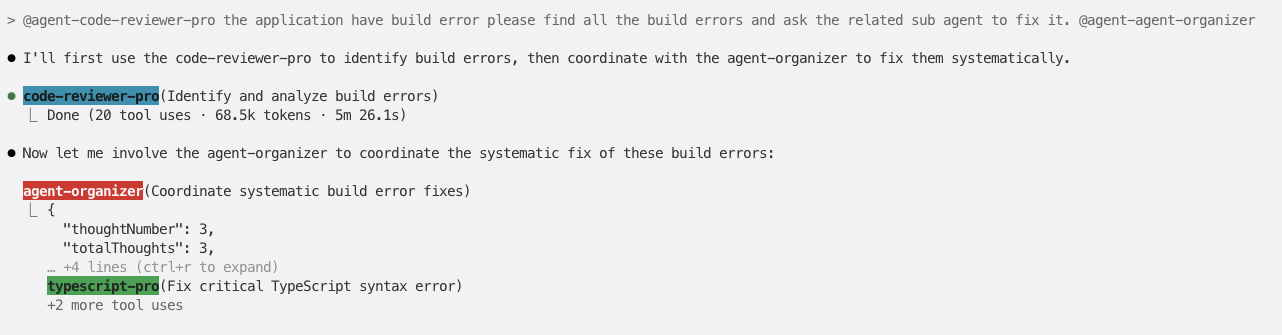 > @agent-code-reviewer-pro the application have build error please find all the build errors and ask the related sub agent to fix it. @agent-agent-organizer
● I'll first use the code-reviewer-pro to identify build errors, then coordinate with the agent-organizer to fix them systematically.
● code-reviewer-pro(Identify and analyze build errors)
⎿ Done (20 tool uses · 68.5k tokens · 5m 26.1s)
● Now let me involve the agent-organizer to coordinate the systematic fix of these build errors:
agent-organizer(Coordinate systematic build error fixes)
⎿ {
"thoughtNumber": 3,
"totalThoughts": 3,
… +4 lines (ctrl+r to expand)
typescript-pro(Fix critical TypeScript syntax error)
+2 more tool uses